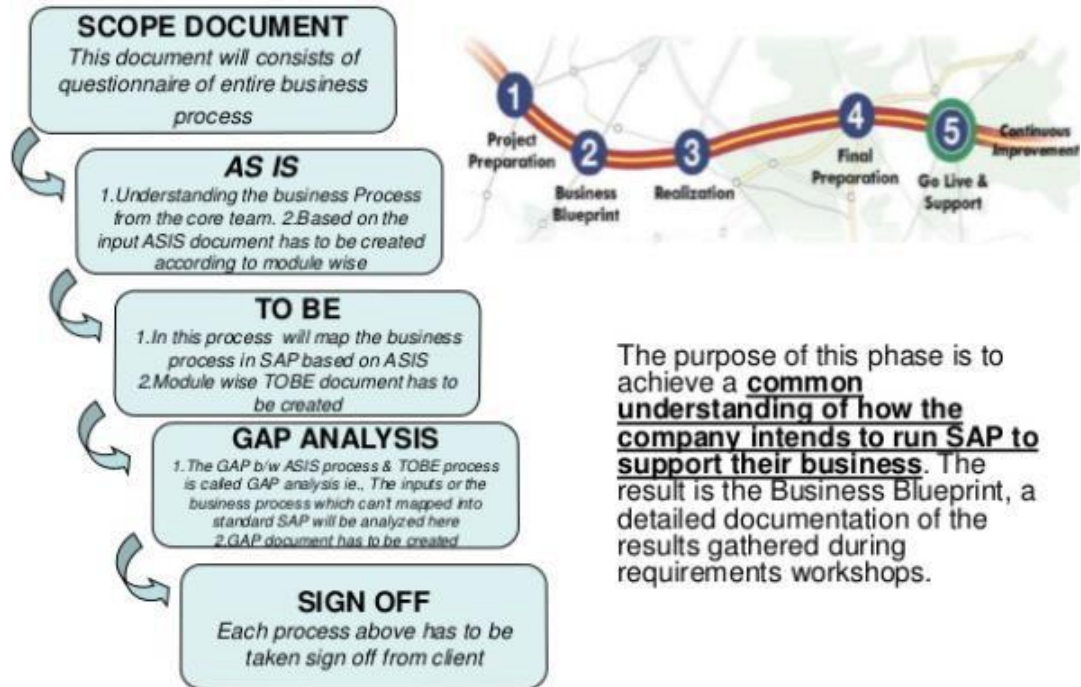 SCOPE DOCUMENT
This document will consists of
questionnaire of entire business
process
AS IS
1.Understanding the business Process
from the core team. 2.Based on the
input ASIS document has to be created
according to module wise
TO BE
1.In this process will map the business
process in SAP based on ASIS
2.Module wise TOBE document has to
be created
GAP ANALYSIS
1.The GAP b/w ASIS process & TOBE process
is called GAP analysis ie., The inputs or the
business process which can't mapped into
standard SAP will be analyzed here
2.GAP document has to be created
SIGN OFF
Each process above has to be
taken sign off from client
1
Project
Preparation
2
Business
Blueprint
3
Realization
4
Final
Preparation
5
Go Live &
Support
Continuous
Improvement
The purpose of this phase is to
achieve a common
understanding of how the
company intends to run SAP to
support their business. The
result is the Business Blueprint, a
detailed documentation of the
results gathered during
requirements workshops.